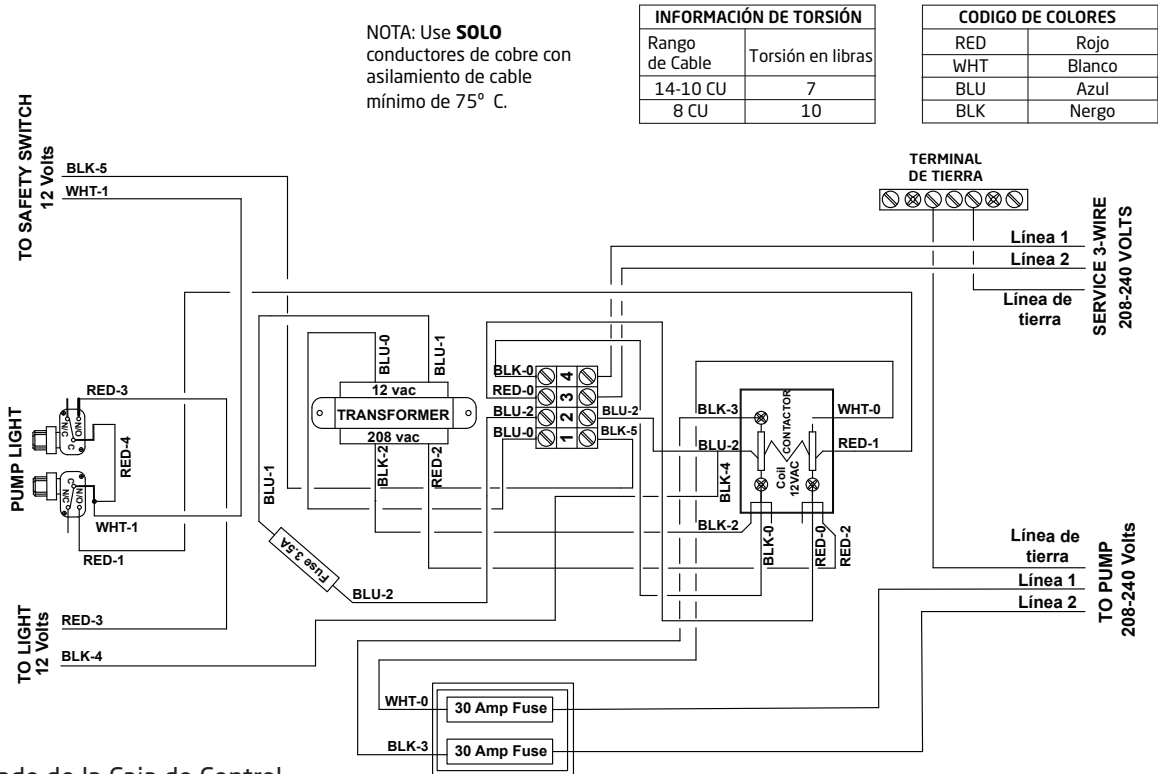 NOTA: Use SOLO
conductores de cobre con
asilamiento de cable
mínimo de 75º C.
INFORMACIÓN DE TORSIÓN
Rango
de Cable
Torsión en libras
14-10 CU 7
8 CU 10
CODIGO DE COLORES
RED Rojo
WHT Blanco
BLU Azul
BLK Nergo
TO SAFETY SWITCH
12 Volts
BLK-5
WHT-1
TERMINAL
DE TIERRA
Línea 1
Línea 2
Línea de
tierra
SERVICE 3-WIRE
208-240 VOLTS
BLU-0
BLU-1
12 vac
TRANSFORMER
208 vac
BLK-2
RED-2
BLU-1
BLK-0
RED-0
BLU-2
BLU-0
4
3
2
1
BLU-2
BLK-5
BLK-3
BLU-2
BLK-4
CONTACTOR
Coil
12VAC
WHT-0
RED-1
BLK-2
BLK-0
RED-0
RED-2
PUMP LIGHT
RED-3
N/C
N/O
C
RED-4
C
N/C
N/O
WHT-1
RED-1
Fuse 3.5A
BLU-2
TO LIGHT
12 Volts
RED-3
BLK-4
Línea de
tierra
Línea 1
Línea 2
TO PUMP
208-240 Volts
WHT-0
30 Amp Fuse
BLK-3
30 Amp Fuse
de la Caja de Control